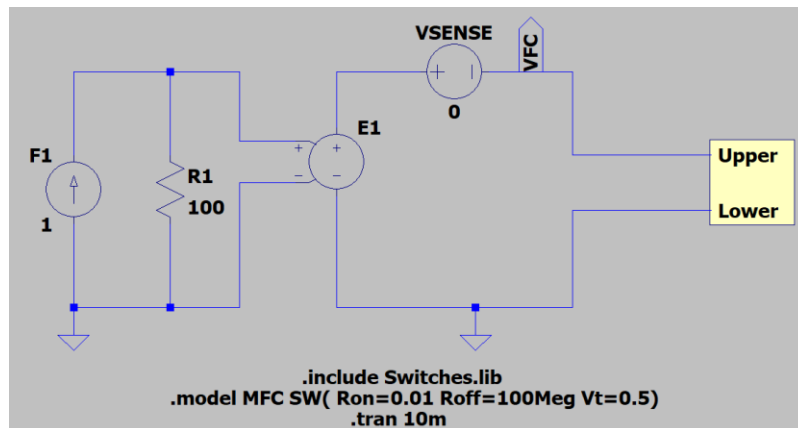 VSENSE
VFC
0
E1
F1
R1
100
1
Upper
Lower
.include Switches.lib
.model MFC SW( Ron=0.01 Roff=100Meg Vt=0.5)
.tran 10m